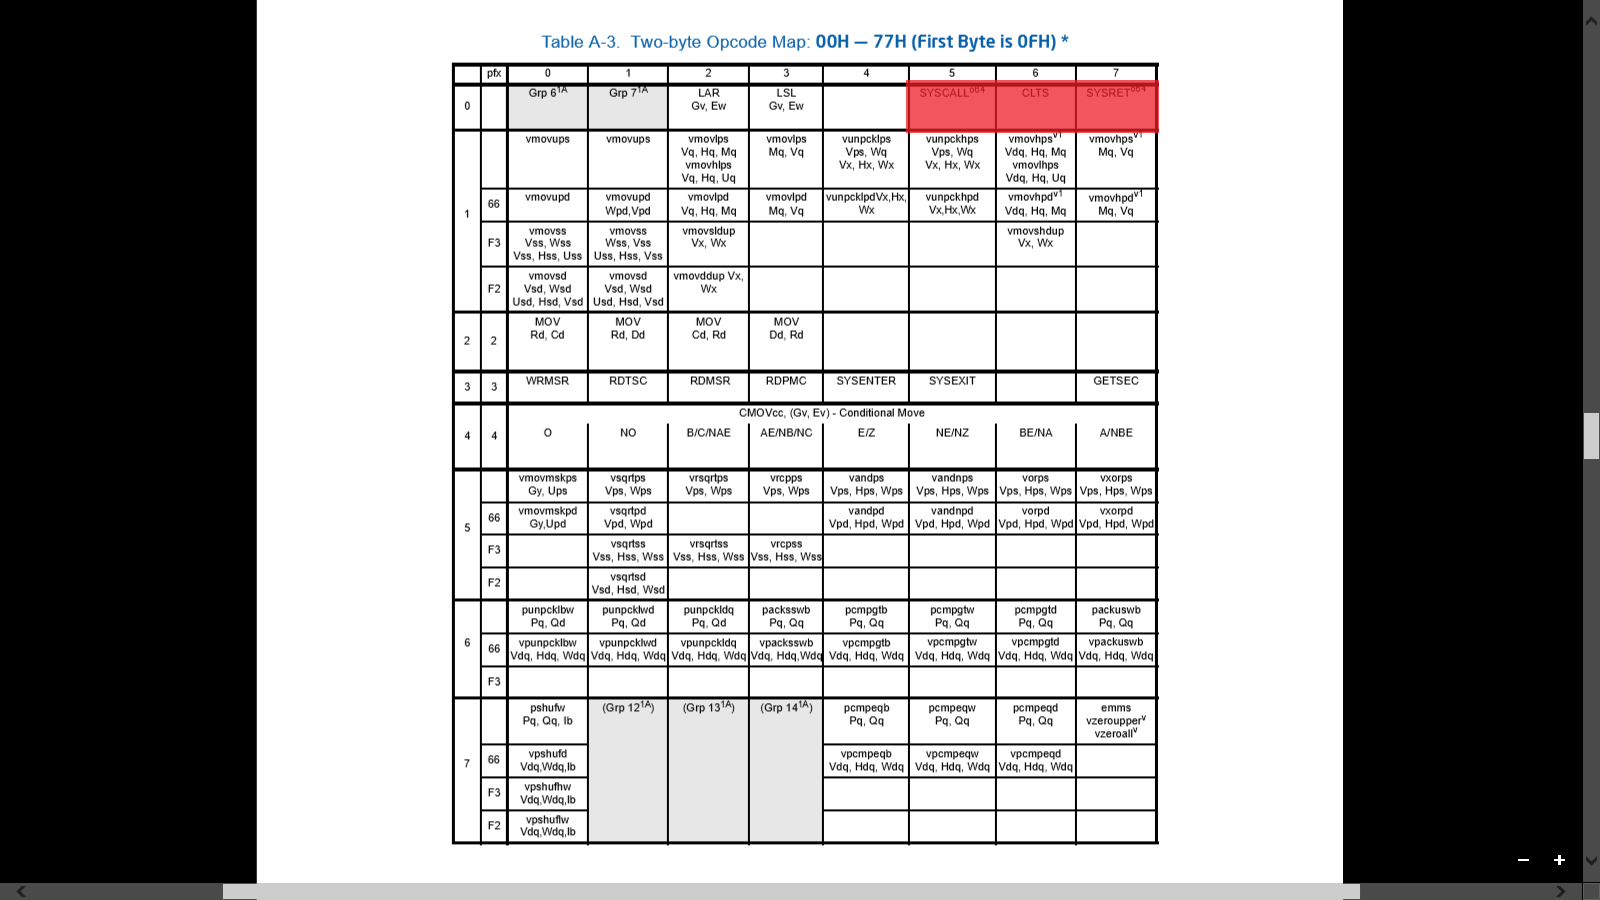 Table A-3. Two-byte Opcode Map: 00H — 77H (First Byte is 0FH) *
pfx 0 1 2 3 4 5 6 7
0 Grp 6 1A Grp 7 1A LAR Gv, Ew LSL Gv, Ew SYSCALL o64 CLTS SYSRET o64
1 vmovups vmovups vmovlps Vq, Hq, Mq vmovhlps Vq, Hq, Uq vmovlps Mq, Vq vunpcklps Vps, Wq Vx, Hx, Wx vunpckhps Vps, Wq Vx, Hx, Wx vmovhps v1 Vdq, Hq, Mq vmovlhps Vdq, Hq, Uq vmovhps v1 Mq, Vq
66 vmovupd vmovupd Wpd,Vpd vmovlpd Vq, Hq, Mq vmovlpd Mq, Vq vunpcklpdVx,Hx, Wx vunpckhpd Vx,Hx,Wx vmovhpd v1 Vdq, Hq, Mq vmovhpd v1 Mq, Vq
F3 vmovss Vss, Wss Vss, Hss, Uss vmovss Wss, Vss Uss, Hss, Vss vmovsldup Vx, Wx vmovshdup Vx, Wx
F2 vmovsd Vsd, Wsd Usd, Hsd, Vsd vmovsd Vsd, Wsd Usd, Hsd, Vsd vmovddup Vx, Wx
2 2 MOV Rd, Cd MOV Rd, Dd MOV Cd, Rd MOV Dd, Rd
3 3 WRMSR RDTSC RDMSR RDPMC SYSENTER SYSEXIT GETSEC
CMOVcc, (Gv, Ev) - Conditional Move
4 4 O NO B/C/NAE AE/NB/NC E/Z NE/NZ BE/NA A/NBE
5 vmovmskps Gy, Ups vsqrtps Vps, Wps vrsqrtps Vps, Wps vrcpps Vps, Wps vandps Vps, Hps, Wps vandnps Vps, Hps, Wps vorps Vps, Hps, Wps vxorps Vps, Hps, Wps
66 vmovmskpd Gy,Upd vsqrtpd Vpd, Wpd vandpd Vpd, Hpd, Wpd vandnpd Vpd, Hpd, Wpd vorpd Vpd, Hpd, Wpd vxorpd Vpd, Hpd, Wpd
F3 vsqrtss Vss, Hss, Wss vrsqrtss Vss, Hss, Wss vrcpss Vss, Hss, Wss
F2 vsqrtsd Vsd, Hsd, Wsd
6 punpcklbw Pq, Qd punpcklwd Pq, Qd punpckldq Pq, Qd packsswb Pq, Qq pcmpgtb Pq, Qq pcmpgtw Pq, Qq pcmpgtd Pq, Qq packuswb Pq, Qq
66 vpunpcklbw Vdq, Hdq, Wdq vpunpcklwd Vdq, Hdq, Wdq vpunpckldq Vdq, Hdq, Wdq vpacksswb Vdq, Hdq,Wdq vpcmpgtb Vdq, Hdq, Wdq vpcmpgtw Vdq, Hdq, Wdq vpcmpgtd Vdq, Hdq, Wdq vpackuswb Vdq, Hdq, Wdq
F3
7 pshufw Pq, Qq, Ib (Grp 12 1A) (Grp 13 1A) (Grp 14 1A) pcmpeqb Pq, Qq pcmpeqw Pq, Qq pcmpeqd Pq, Qq emms vzeroupper v vzeroall v
66 vpshufd Vdq,Wdq,Ib vpcmpeqb Vdq, Hdq, Wdq vpcmpeqw Vdq, Hdq, Wdq vpcmpeqd Vdq, Hdq, Wdq
F3 vpshufhw Vdq,Wdq,Ib
F2 vpshuflw Vdq,Wdq,Ib